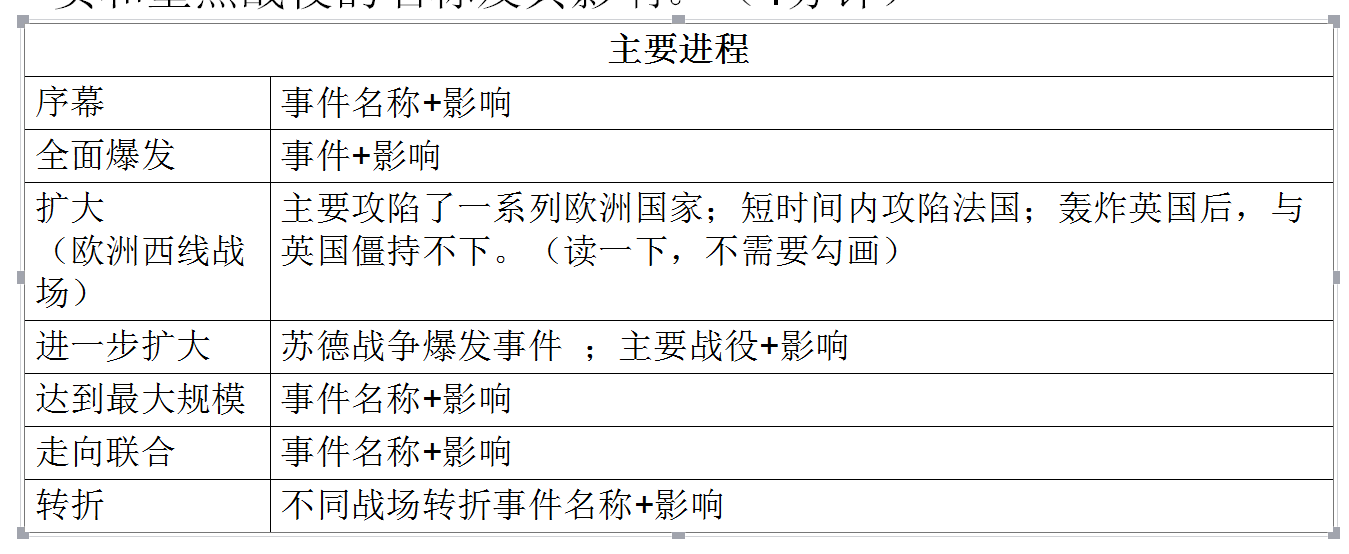 主要进程
序幕
事件名称+影响
全面爆发
事件+影响
扩大
（欧洲西线战
场）
主要攻陷了一系列欧洲国家；短时间内攻陷法国；轰炸英国后，与
英国僵持不下。（读一下，不需要勾画）
进一步扩大
苏德战争爆发事件 ；主要战役+影响
达到最大规模
事件名称+影响
走向联合
事件名称+影响
转折
不同战场转折事件名称+影响